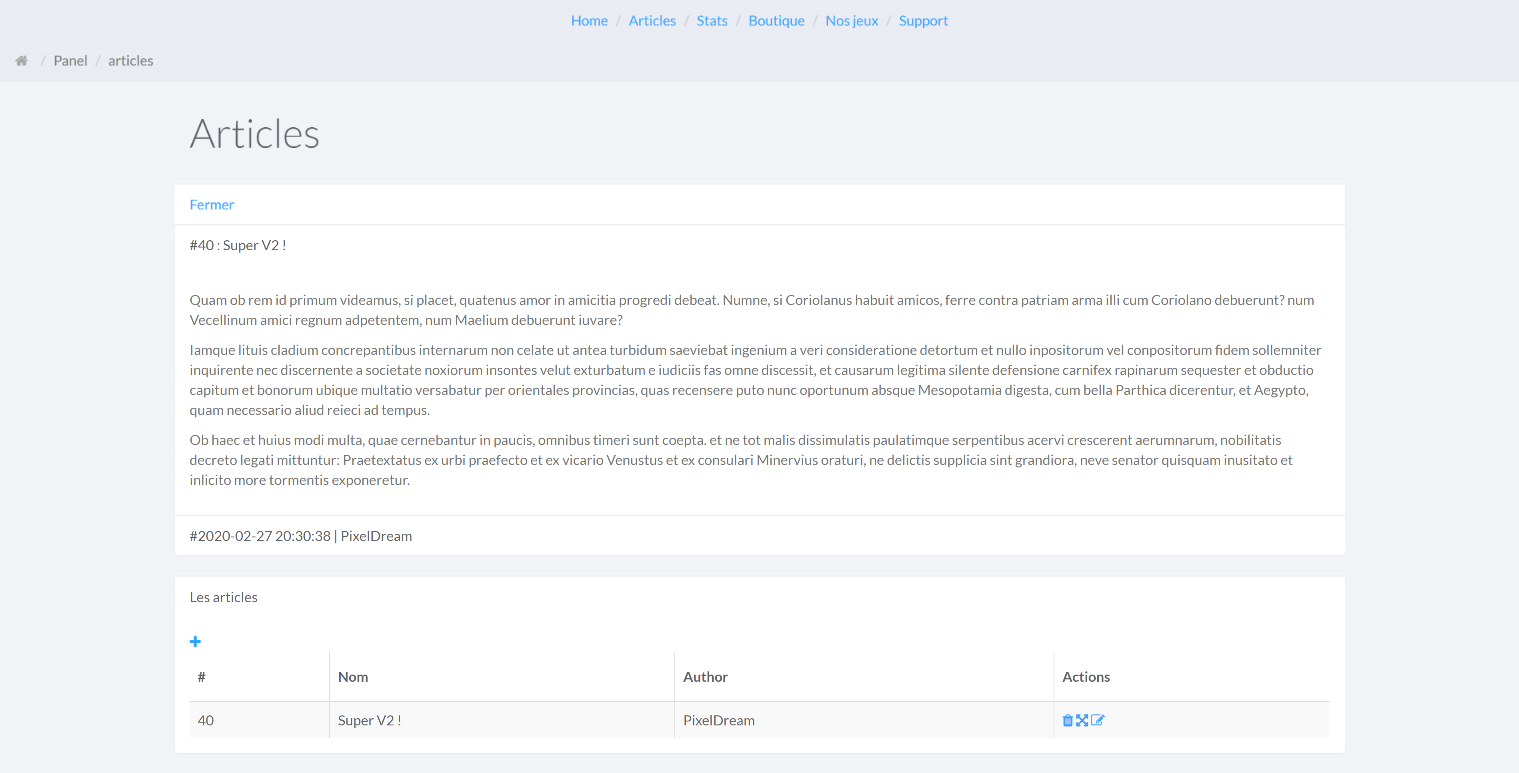 Home / Articles / Stats / Boutique / Nos jeux / Support
/ Panel / articles
Articles
Fermer
#40 : Super V2 !
Quam ob rem id primum videamus, si placet, quatenus amor in amicitia progredi debeat. Numne, si Coriolanus habuit amicos, ferre contra patriam arma illi cum Coriolano debuerunt? num
Vecellinum amici regnum adpetentem, num Maelium debuerunt iuvare?
Iamque lituis cladium concrepantibus internarum non celate ut antea turbidum saeviebat ingenium a veri consideratione detortum et nullo inpositorum vel conpositorum fidem sollemniter
inquirente nec discernente a societate noxiorum insontes velut exturbatum e iudiciis fas omne discessit, et causarum legitima silente defensione carnifex rapinarum sequester et obductio
capitum et bonorum ubique multatio versabatur per orientales provincias, quas recensere puto nunc oportunum absque Mesopotamia digesta, cum bella Parthica dicerentur, et Aegypto,
quam necessario aliud reieci ad tempus.
Ob haec et huius modi multa, quae cernebantur in paucis, omnibus timeri sunt coepta. et ne tot malis dissimulatis paulatimque serpentibus acervi crescerent aerumnarum, nobilitatis
decreto legati mittuntur: Praetextatus ex urbi praefecto et ex vicario Venustus et ex consulari Minervius oraturi, ne delictis supplicia sint grandiora, neve senator quisquam inusitato et
inlicito more tormentis exponeretur.
#2020-02-27 20:30:38 | PixelDream
Les articles
# Nom Author Actions
40 Super V2 ! PixelDream